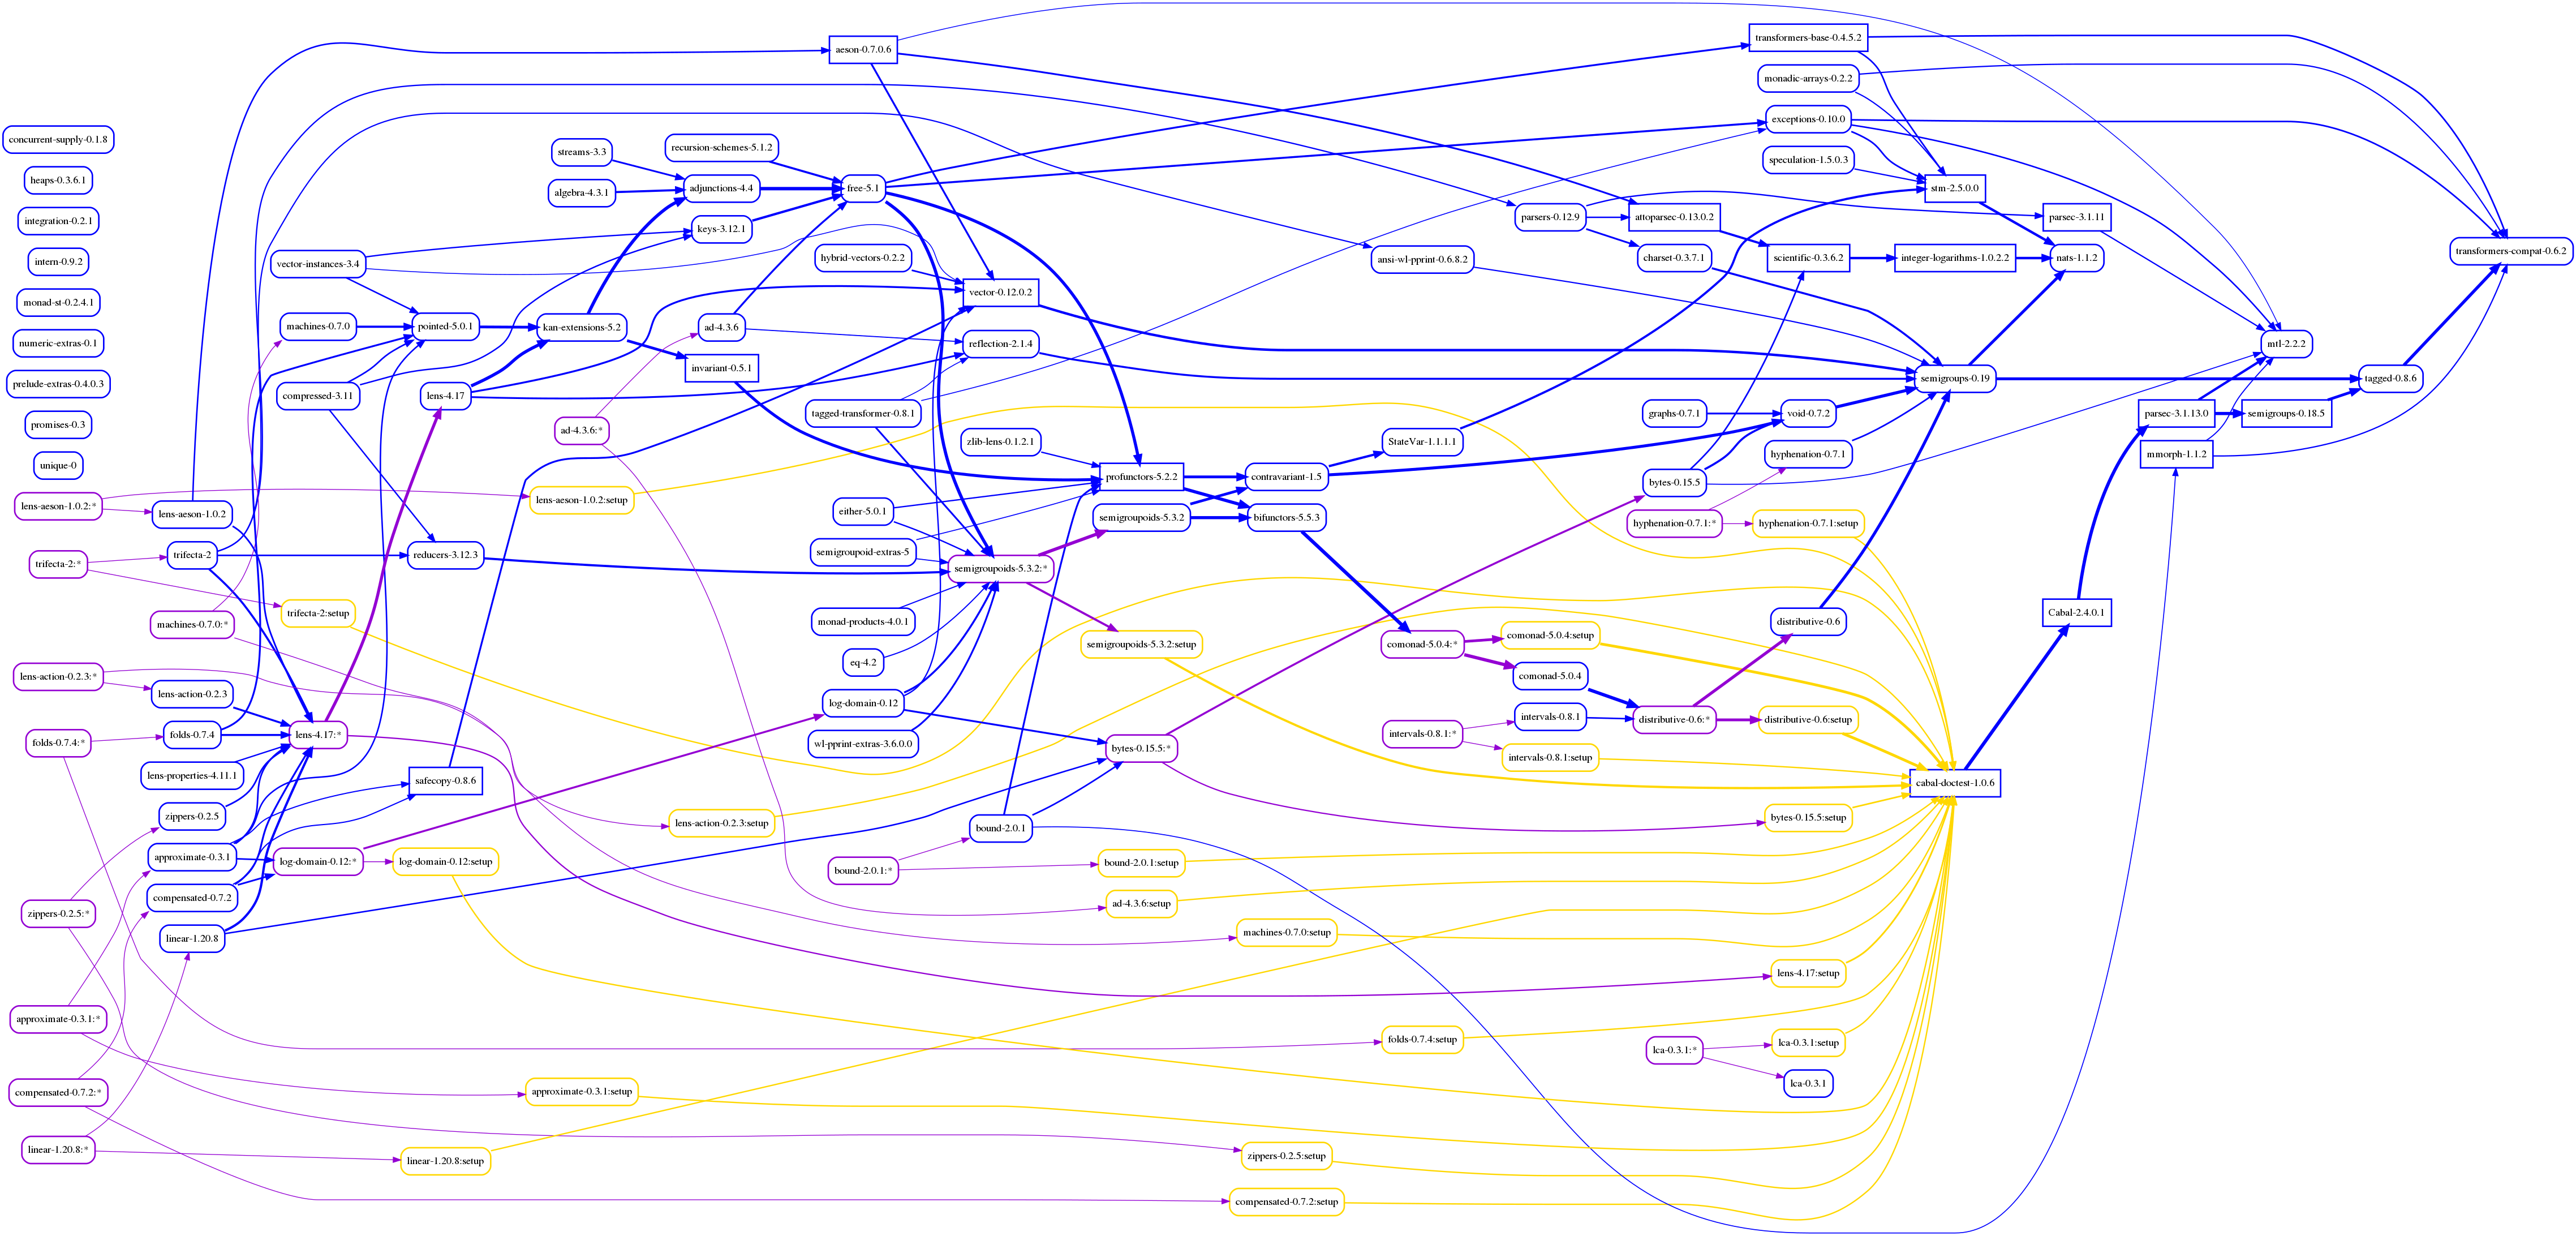 concurrent-supply-0.1.8
heaps-0.3.6.1
integration-0.2.1
intern-0.9.2
monad-st-0.2.4.1
numeric-extras-0.1
prelude-extras-0.4.0.3
promises-0.3
unique-0
lens-aeson-1.0.2:*
trifecta-2:*
machines-0.7.0:*
lens-action-0.2.3:*
folds-0.7.4:*
zippers-0.2.5:*
approximate-0.3.1:*
compensated-0.7.2:*
linear-1.20.8:*
lens-aeson-1.0.2
trifecta-2
lens-action-0.2.3
folds-0.7.4
lens-properties-4.11.1
zippers-0.2.5
approximate-0.3.1
compensated-0.7.2
linear-1.20.8
vector-instances-3.4
machines-0.7.0
compressed-3.11
trifecta-2:setup
lens-4.17:*
log-domain-0.12:*
pointed-5.0.1
lens-4.17
reducers-3.12.3
safecopy-0.8.6
log-domain-0.12:setup
linear-1.20.8:setup
streams-3.3
algebra-4.3.1
kan-extensions-5.2
ad-4.3.6:*
lens-aeson-1.0.2:setup
approximate-0.3.1:setup
recursion-schemes-5.1.2
adjunctions-4.4
keys-3.12.1
ad-4.3.6
invariant-0.5.1
lens-action-0.2.3:setup
aeson-0.7.0.6
free-5.1
hybrid-vectors-0.2.2
tagged-transformer-0.8.1
either-5.0.1
semigroupoid-extras-5
monad-products-4.0.1
eq-4.2
log-domain-0.12
wl-pprint-extras-3.6.0.0
bound-2.0.1:*
vector-0.12.0.2
reflection-2.1.4
zlib-lens-0.1.2.1
semigroupoids-5.3.2:*
bound-2.0.1
profunctors-5.2.2
semigroupoids-5.3.2
semigroupoids-5.3.2:setup
bytes-0.15.5:*
bound-2.0.1:setup
ad-4.3.6:setup
contravariant-1.5
bifunctors-5.5.3
machines-0.7.0:setup
zippers-0.2.5:setup
compensated-0.7.2:setup
ansi-wl-pprint-0.6.8.2
StateVar-1.1.1.1
comonad-5.0.4:*
intervals-0.8.1:*
folds-0.7.4:setup
parsers-0.12.9
comonad-5.0.4:setup
comonad-5.0.4
intervals-0.8.1
intervals-0.8.1:setup
attoparsec-0.13.0.2
charset-0.3.7.1
graphs-0.7.1
bytes-0.15.5
hyphenation-0.7.1:*
distributive-0.6:*
lca-0.3.1:*
transformers-base-0.4.5.2
monadic-arrays-0.2.2
exceptions-0.10.0
speculation-1.5.0.3
scientific-0.3.6.2
void-0.7.2
hyphenation-0.7.1
hyphenation-0.7.1:setup
distributive-0.6
distributive-0.6:setup
bytes-0.15.5:setup
lens-4.17:setup
lca-0.3.1:setup
lca-0.3.1
stm-2.5.0.0
integer-logarithms-1.0.2.2
semigroups-0.19
cabal-doctest-1.0.6
parsec-3.1.11
nats-1.1.2
Cabal-2.4.0.1
parsec-3.1.13.0
mmorph-1.1.2
mtl-2.2.2
semigroups-0.18.5
tagged-0.8.6
transformers-compat-0.6.2